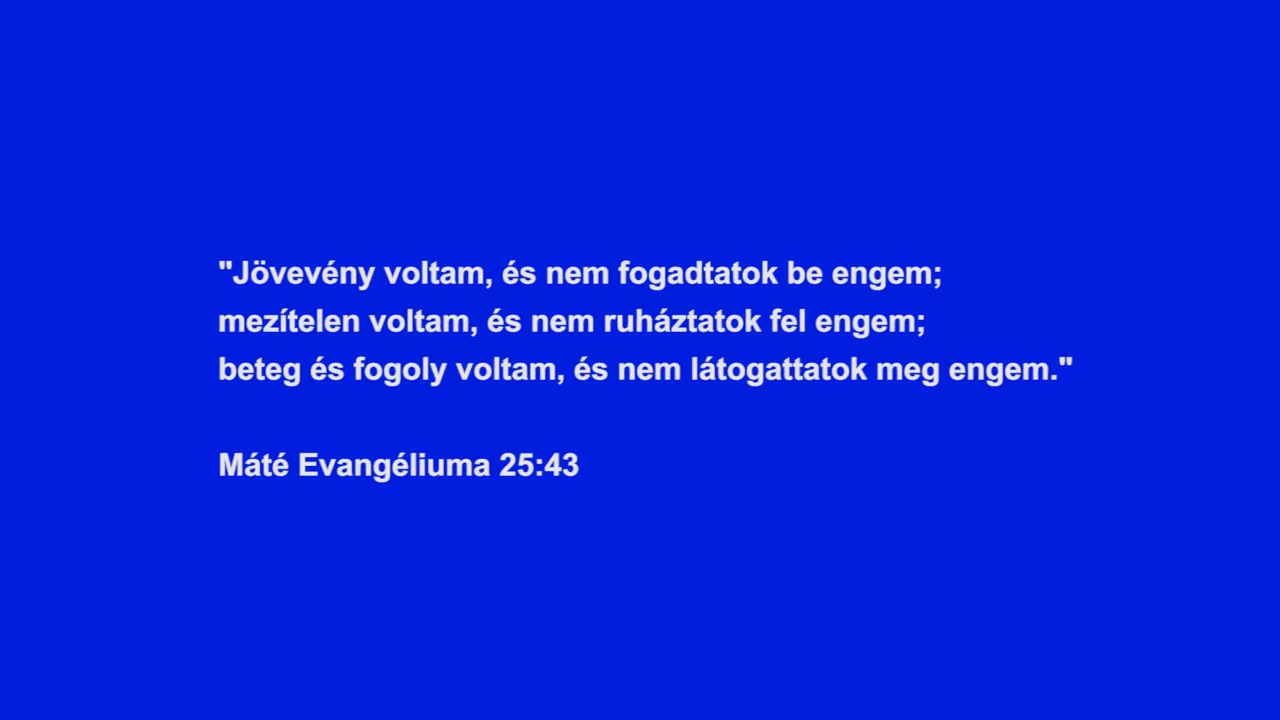 "Jövevény voltam, és nem fogadtatok be engem;
mezítelen voltam, és nem ruháztatok fel engem;
beteg és fogoly voltam, és nem látogattatok meg engem."
Máté Evangéliuma 25:43